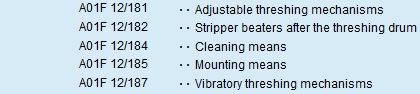 A01F 12/181 · · Adjustable threshing mechanisms
A01F 12/182 · · Stripper beaters after the threshing drum
A01F 12/184 · · Cleaning means
A01F 12/185 · · Mounting means
A01F 12/187 · · Vibratory threshing mechanisms